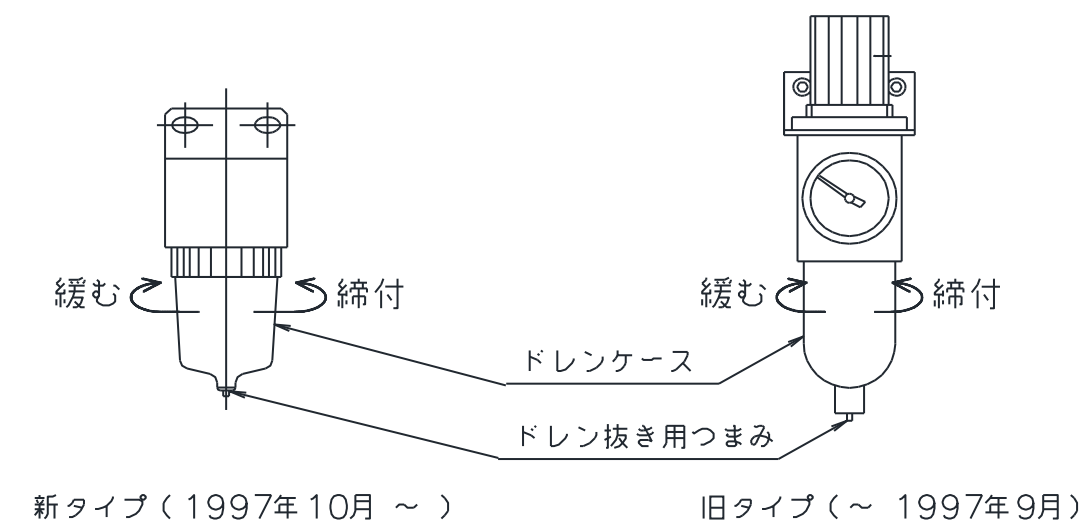 緩む 締付 緩む 締付
ドレンケース
ドレン抜き用つまみ
新タイプ(1997年10月 ～ ) 旧タイプ(～ 1997年9月)